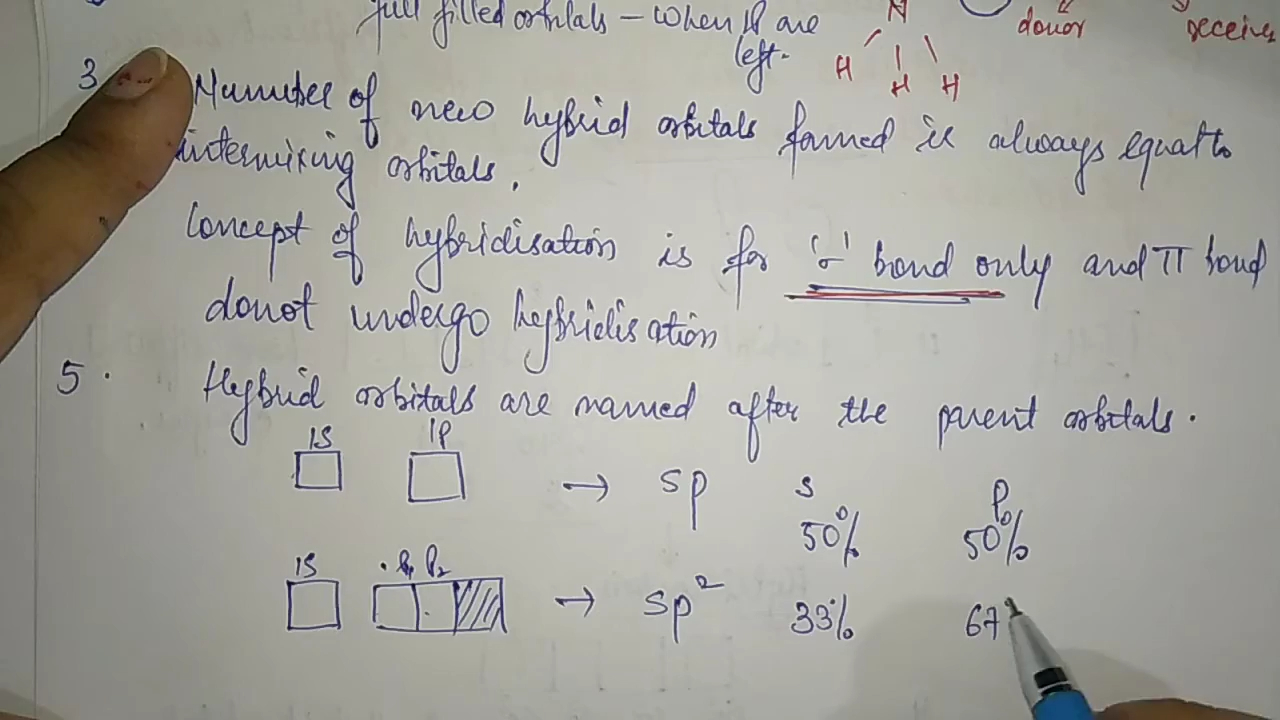 full filled orbitals – When lP are left.
N
H H H
donor
receiver
3
Number of new hybrid orbitals formed is always equal to
intermixing orbitals.
Concept of hybridisation is for 'σ' bond only and π bond
donot undergo hybridisation
5. Hybrid orbitals are named after the parent orbitals.
1S 1P → sp S 50% P 50%
1S P1 P2 → sp² 33% 67%